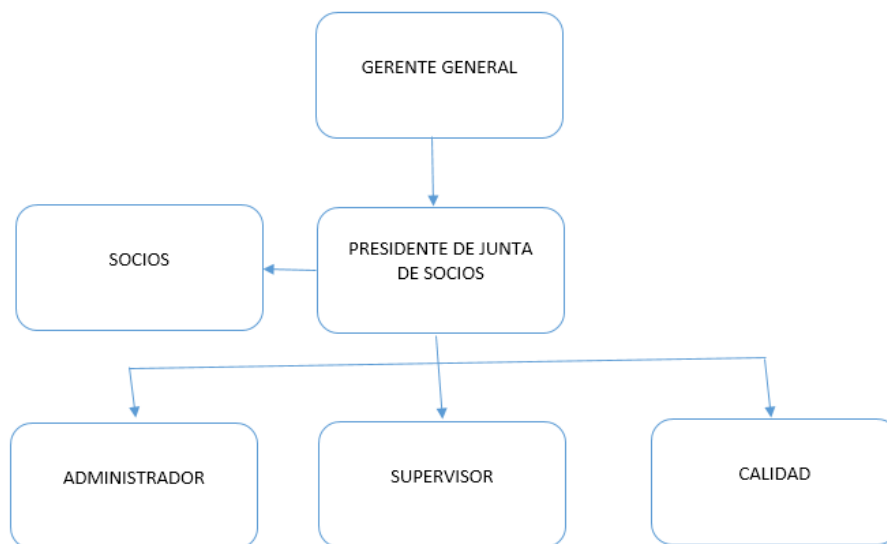 GERENTE GENERAL
SOCIOS
PRESIDENTE DE JUNTA
DE SOCIOS
ADMINISTRADOR
SUPERVISOR
CALIDAD